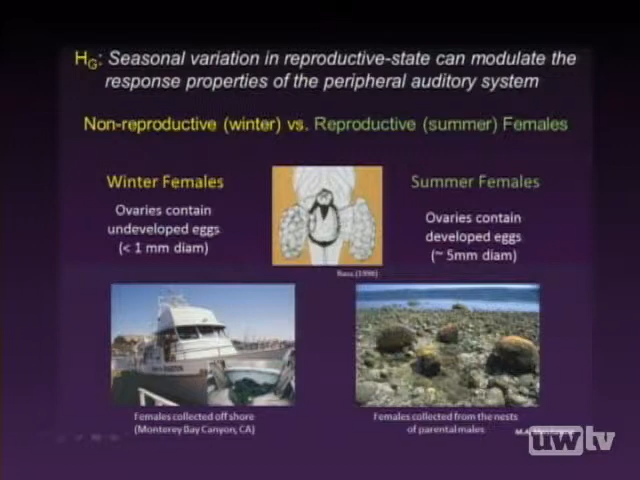 H_G: Seasonal variation in reproductive-state can modulate the
response properties of the peripheral auditory system
Non-reproductive (winter) vs. Reproductive (summer) Females
Winter Females
Ovaries contain
undeveloped eggs
(< 1 mm diam)
Summer Females
Ovaries contain
developed eggs
(~ 5mm diam)
Bass (1996)
Females collected off shore
(Monterey Bay Canyon, CA)
Females collected from the nests
of parental males
uwtv